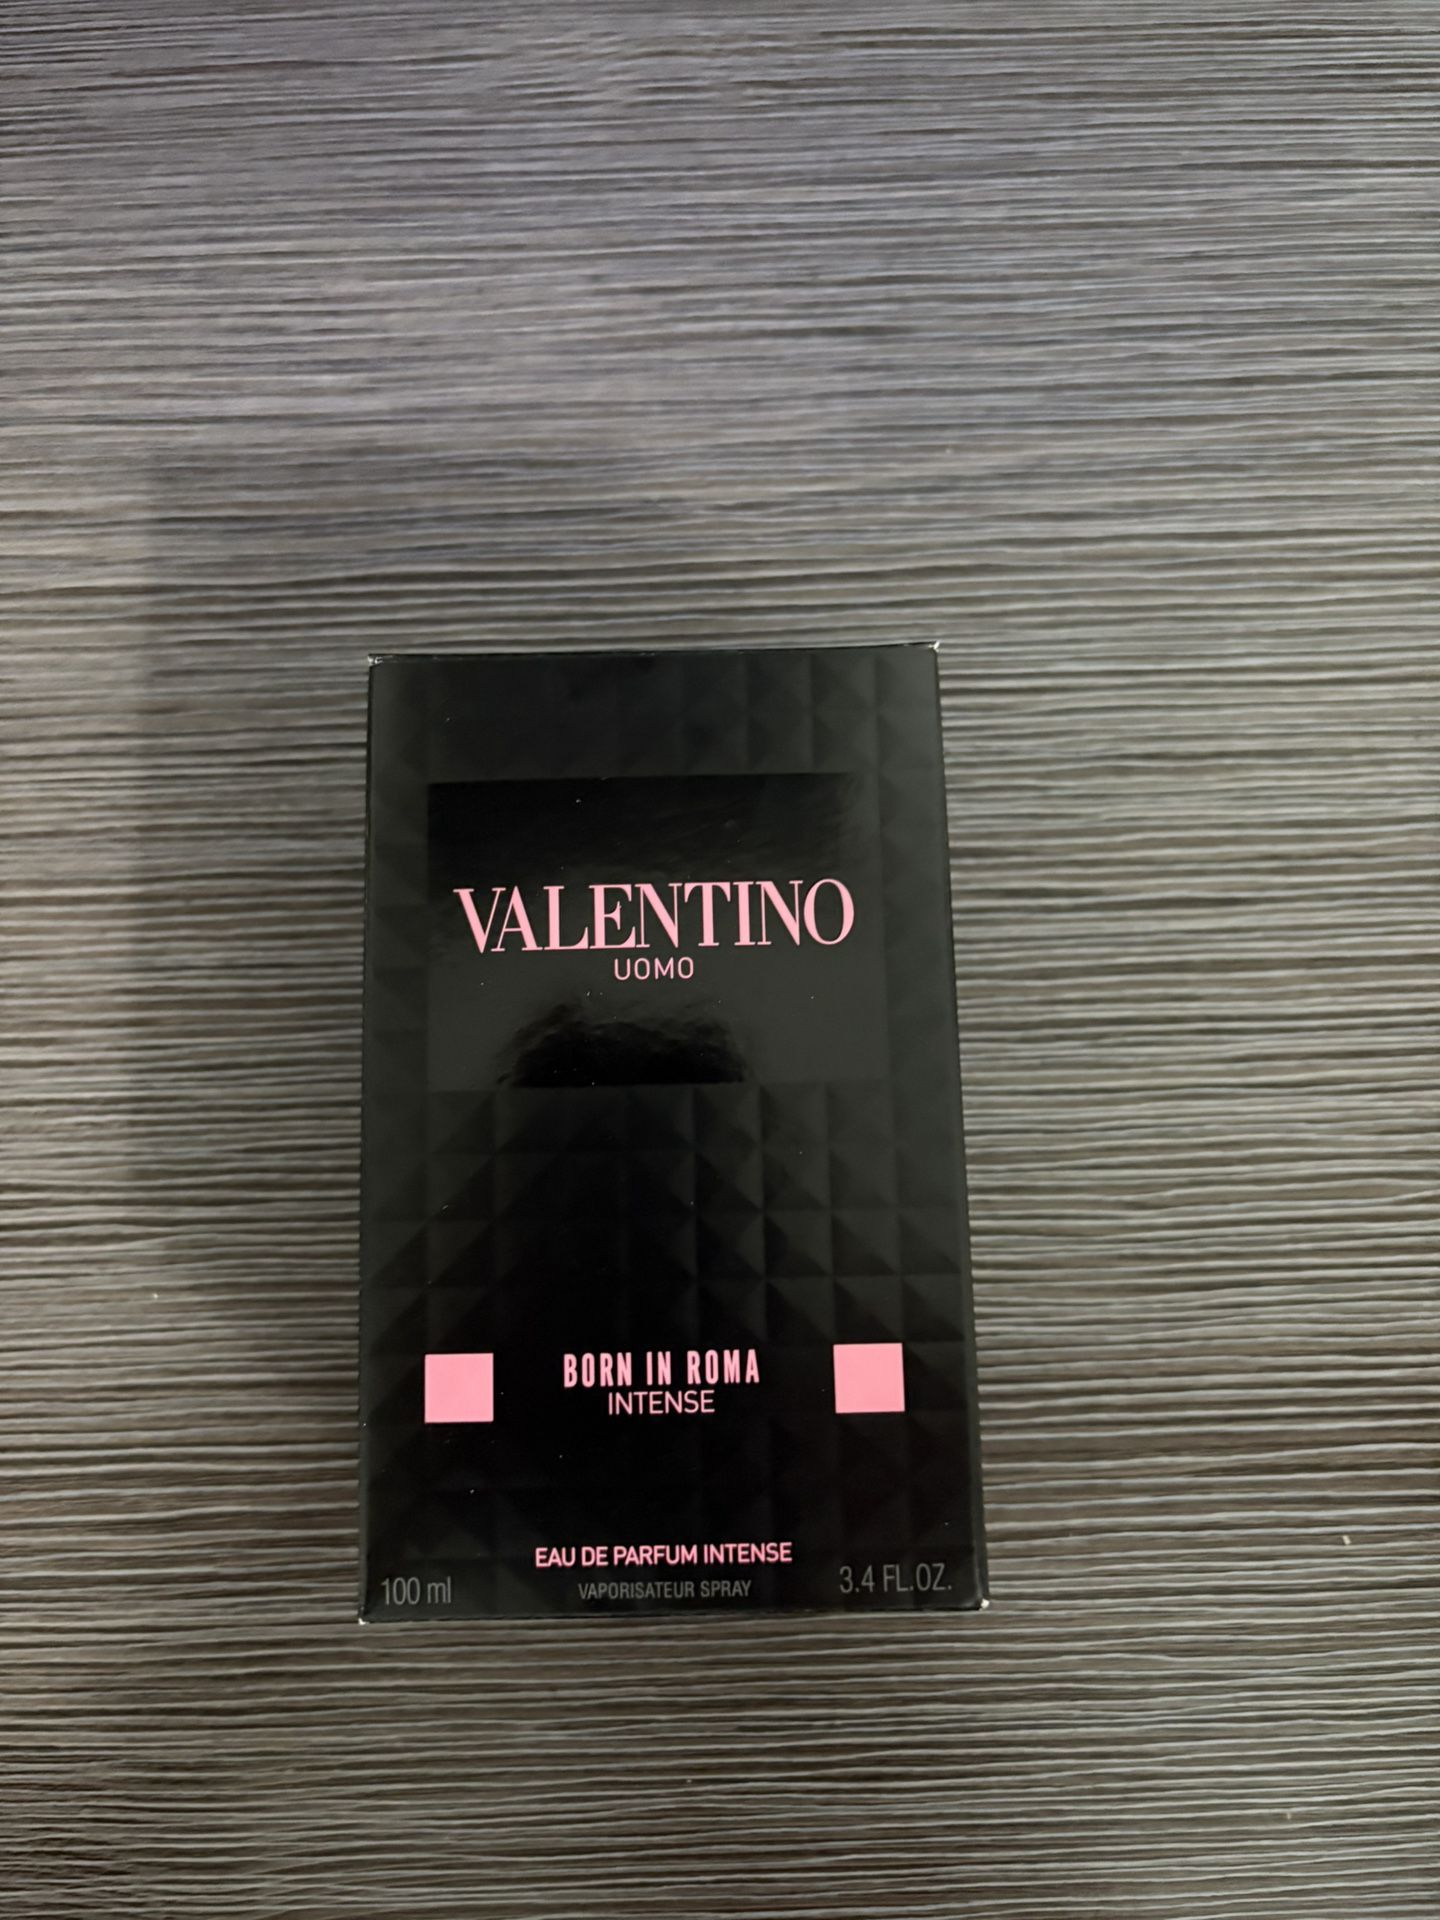 VALENTINO
UOMO
BORN IN ROMA
INTENSE
EAU DE PARFUM INTENSE
100 ml VAPORISATEUR SPRAY 3.4 FL.OZ.